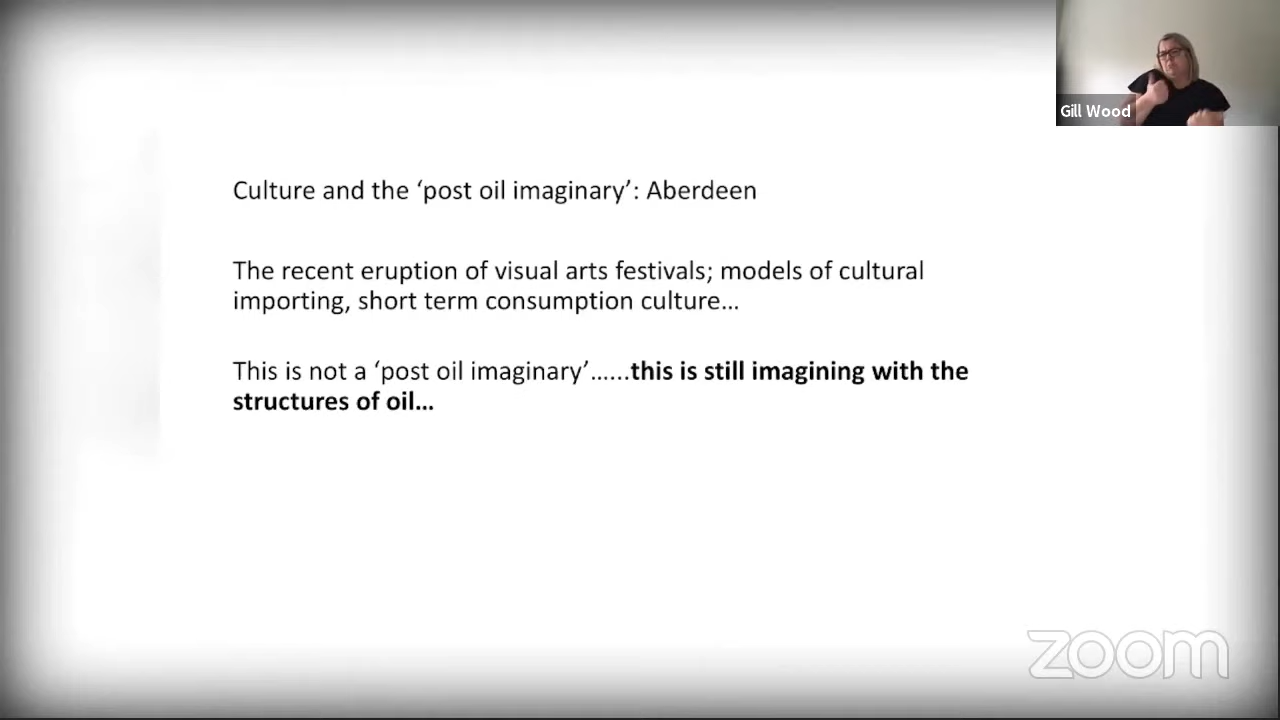 Gill Wood
Culture and the ‘post oil imaginary’: Aberdeen
The recent eruption of visual arts festivals; models of cultural
importing, short term consumption culture…
This is not a ‘post oil imaginary’…...this is still imagining with the
structures of oil…
zoom